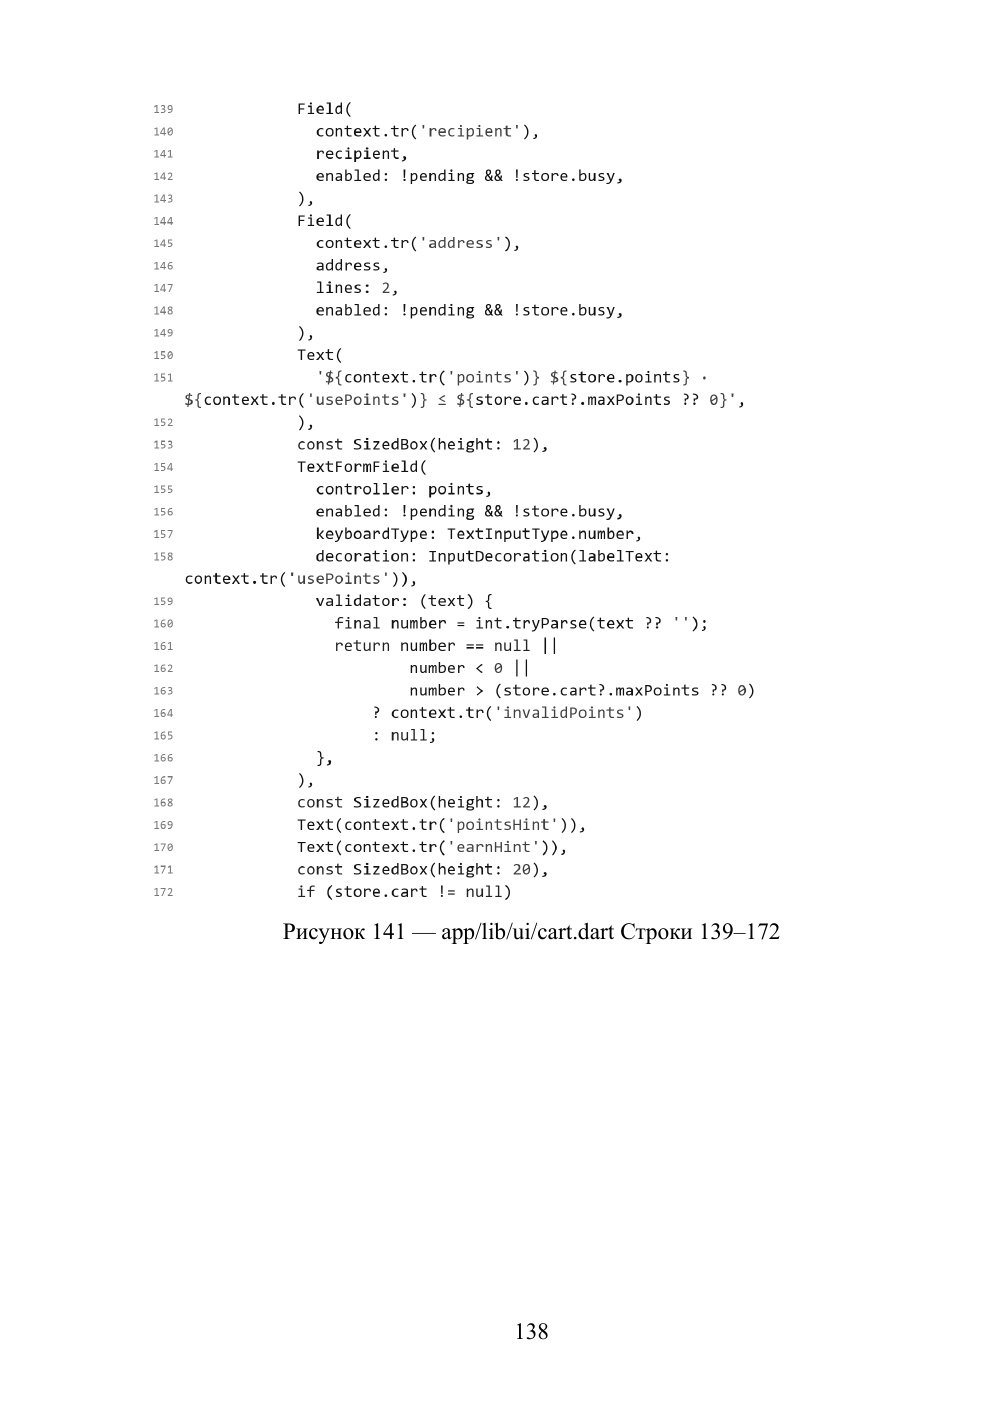 139 Field(
140 context.tr('recipient'),
141 recipient,
142 enabled: !pending && !store.busy,
143 ),
144 Field(
145 context.tr('address'),
146 address,
147 lines: 2,
148 enabled: !pending && !store.busy,
149 ),
150 Text(
151 '${context.tr('points')} ${store.points} ·
${context.tr('usePoints')} ≤ ${store.cart?.maxPoints ?? 0}',
152 ),
153 const SizedBox(height: 12),
154 TextFormField(
155 controller: points,
156 enabled: !pending && !store.busy,
157 keyboardType: TextInputType.number,
158 decoration: InputDecoration(labelText:
context.tr('usePoints')),
159 validator: (text) {
160 final number = int.tryParse(text ?? '');
161 return number == null ||
162 number < 0 ||
163 number > (store.cart?.maxPoints ?? 0)
164 ? context.tr('invalidPoints')
165 : null;
166 },
167 ),
168 const SizedBox(height: 12),
169 Text(context.tr('pointsHint')),
170 Text(context.tr('earnHint')),
171 const SizedBox(height: 20),
172 if (store.cart != null)
Рисунок 141 — app/lib/ui/cart.dart Строки 139–172
138